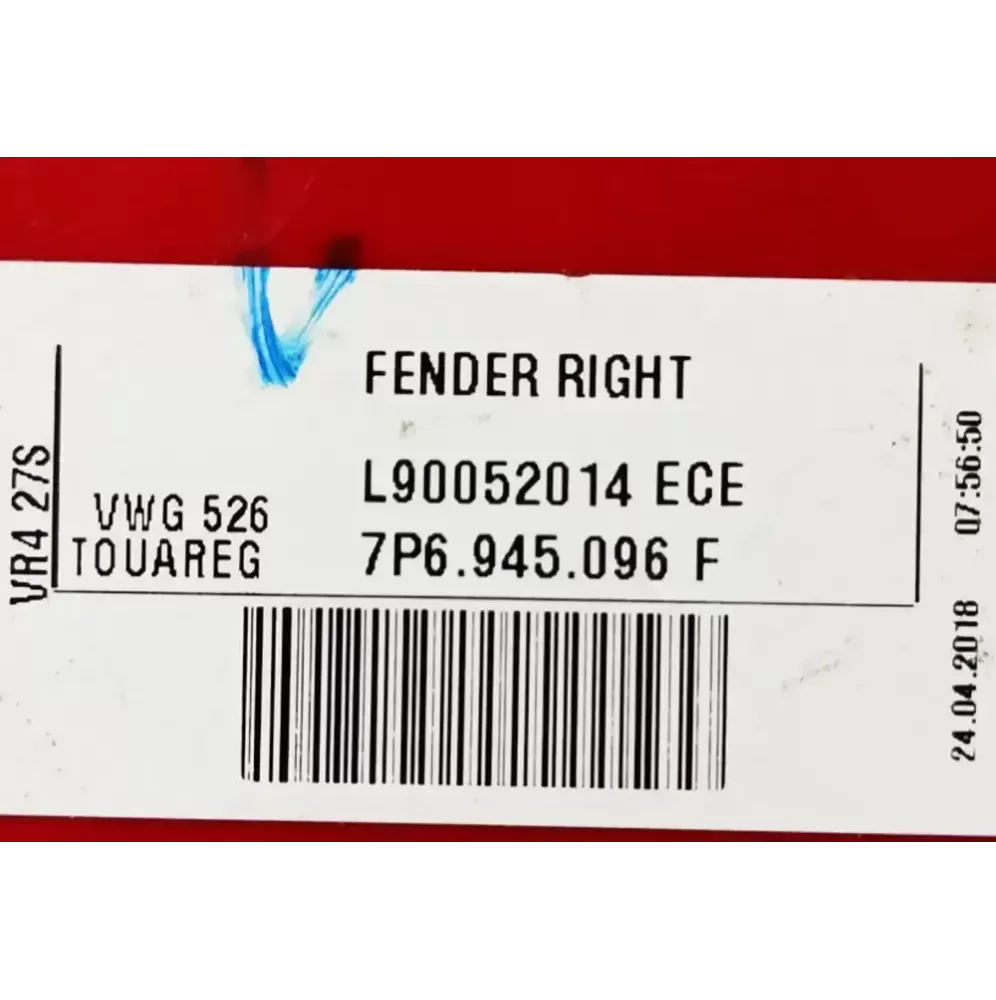 FENDER RIGHT
L90052014 ECE
VWG 526
TOUAREG
7P6.945.096 F
VR4 27S
24.04.2018 07:56:50